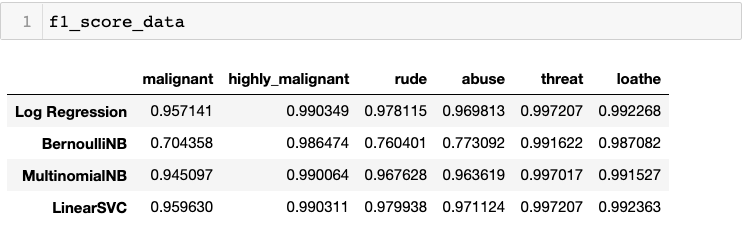 1 f1_score_data
malignant highly_malignant rude abuse threat loathe
Log Regression 0.957141 0.990349 0.978115 0.969813 0.997207 0.992268
BernoulliNB 0.704358 0.986474 0.760401 0.773092 0.991622 0.987082
MultinomialNB 0.945097 0.990064 0.967628 0.963619 0.997017 0.991527
LinearSVC 0.959630 0.990311 0.979938 0.971124 0.997207 0.992363